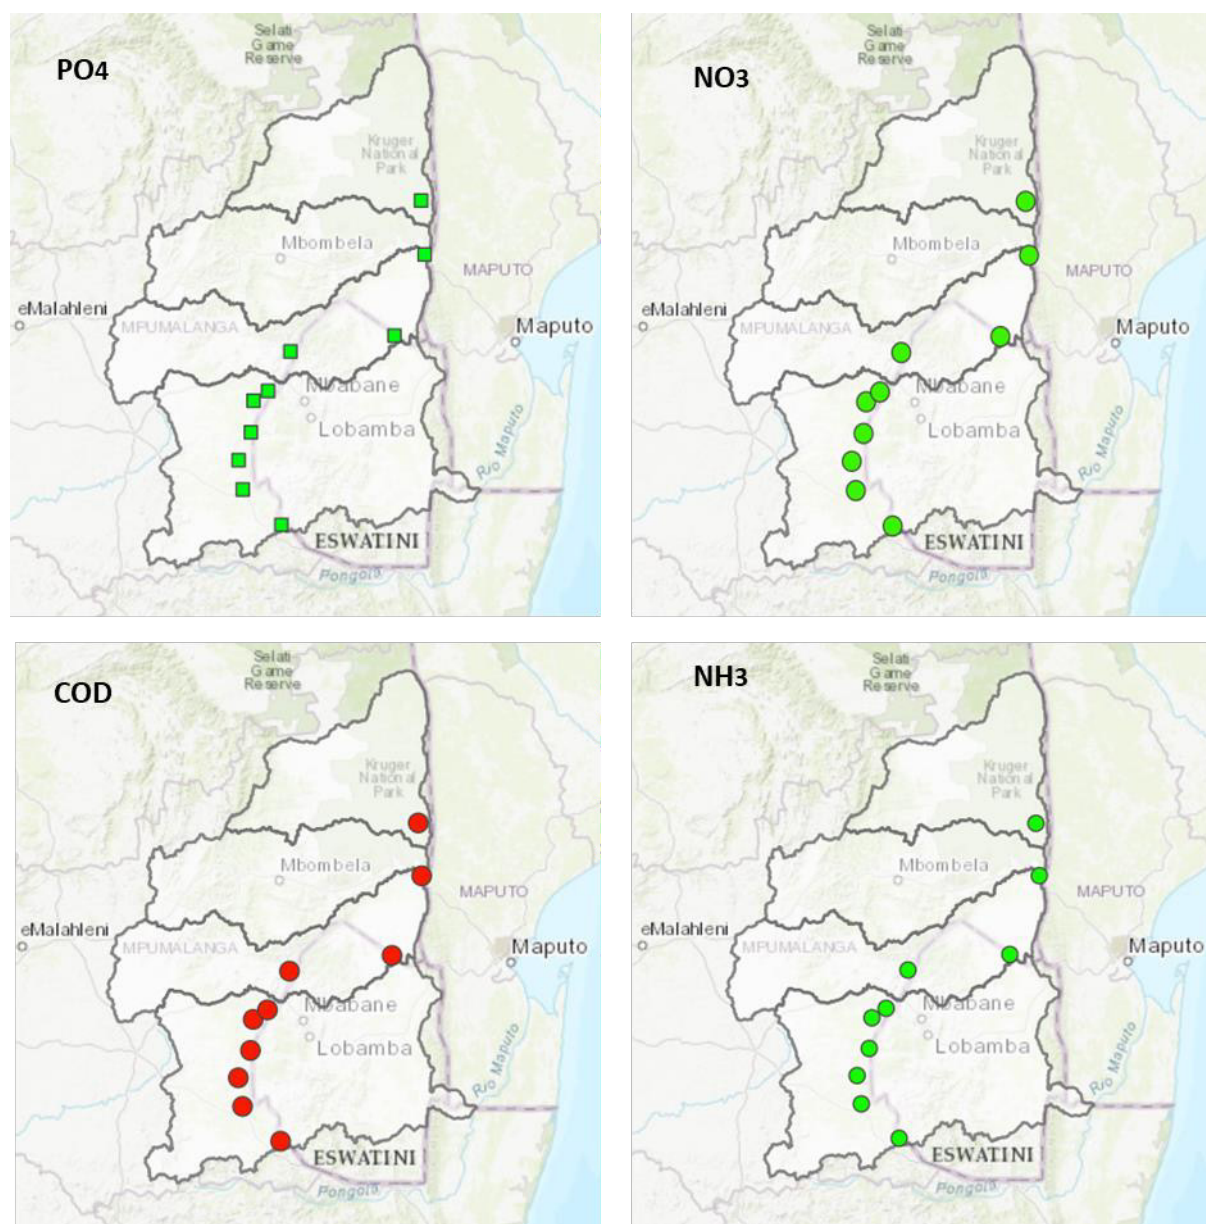 PO4
Selati
Game
Reserve
Kruger
National
Park
Mbombela
MAPUTO
eMalahleni
MPUMALANGA
Maputo
Mbabane
Lobamba
Rio Maputo
ESWATINI
Pongola
NO3
Selati
Game
Reserve
Kruger
National
Park
Mbombela
MAPUTO
eMalahleni
MPUMALANGA
Maputo
Mbabane
Lobamba
Rio Maputo
ESWATINI
Pongola
COD
Selati
Game
Reserve
Kruger
National
Park
Mbombela
MAPUTO
eMalahleni
MPUMALANGA
Maputo
Mbabane
Lobamba
Rio Maputo
ESWATINI
Pongola
NH3
Selati
Game
Reserve
Kruger
National
Park
Mbombela
MAPUTO
eMalahleni
MPUMALANGA
Maputo
Mbabane
Lobamba
Rio Maputo
ESWATINI
Pongola